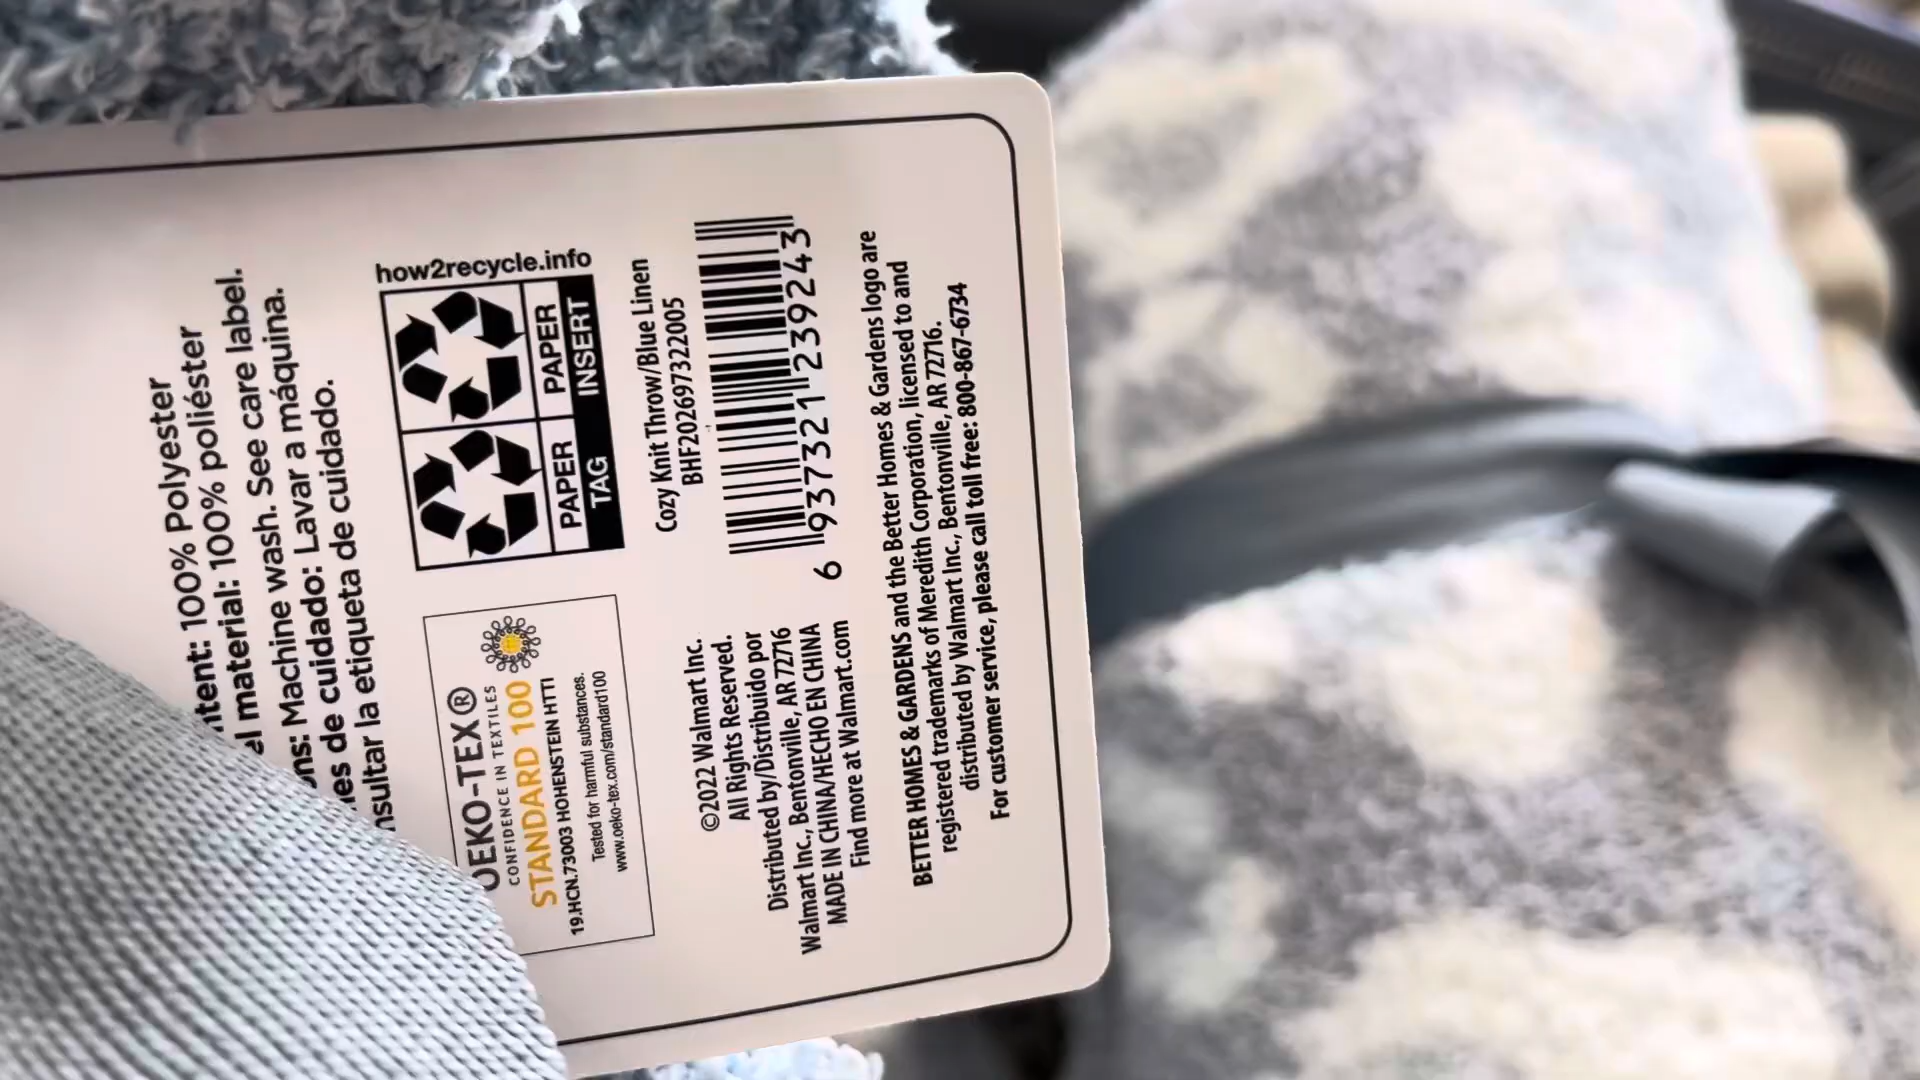 ntent: 100% Polyester
el material: 100% poliéster
ons: Machine wash. See care label.
nes de cuidado: Lavar a máquina.
nsultar la etiqueta de cuidado.
OEKO-TEX®
CONFIDENCE IN TEXTILES
STANDARD 100
19.HCN.73003 HOHENSTEIN HTTI
Tested for harmful substances.
www.oeko-tex.com/standard100
how2recycle.info
PAPER
TAG
PAPER
INSERT
Cozy Knit Throw/Blue Linen
BHF202697322005
6 93732 1 239243
©2022 Walmart Inc.
All Rights Reserved.
Distributed by/Distribuido por
Walmart Inc., Bentonville, AR 72716
MADE IN CHINA/HECHO EN CHINA
Find more at Walmart.com
BETTER HOMES & GARDENS and the Better Homes & Gardens logo are
registered trademarks of Meredith Corporation, licensed to and
distributed by Walmart Inc., Bentonville, AR 72716.
For customer service, please call toll free: 800-867-6734